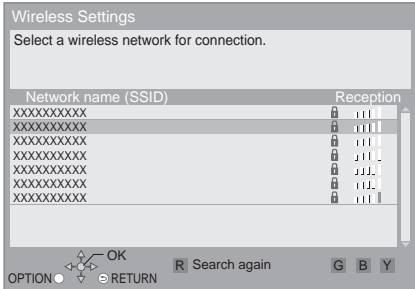 Wireless Settings
Select a wireless network for connection.
Network name (SSID) Reception
XXXXXXXXXX
XXXXXXXXXX
XXXXXXXXXX
XXXXXXXXXX
XXXXXXXXXX
XXXXXXXXXX
XXXXXXXXXX
OK
R Search again G B Y
OPTION RETURN